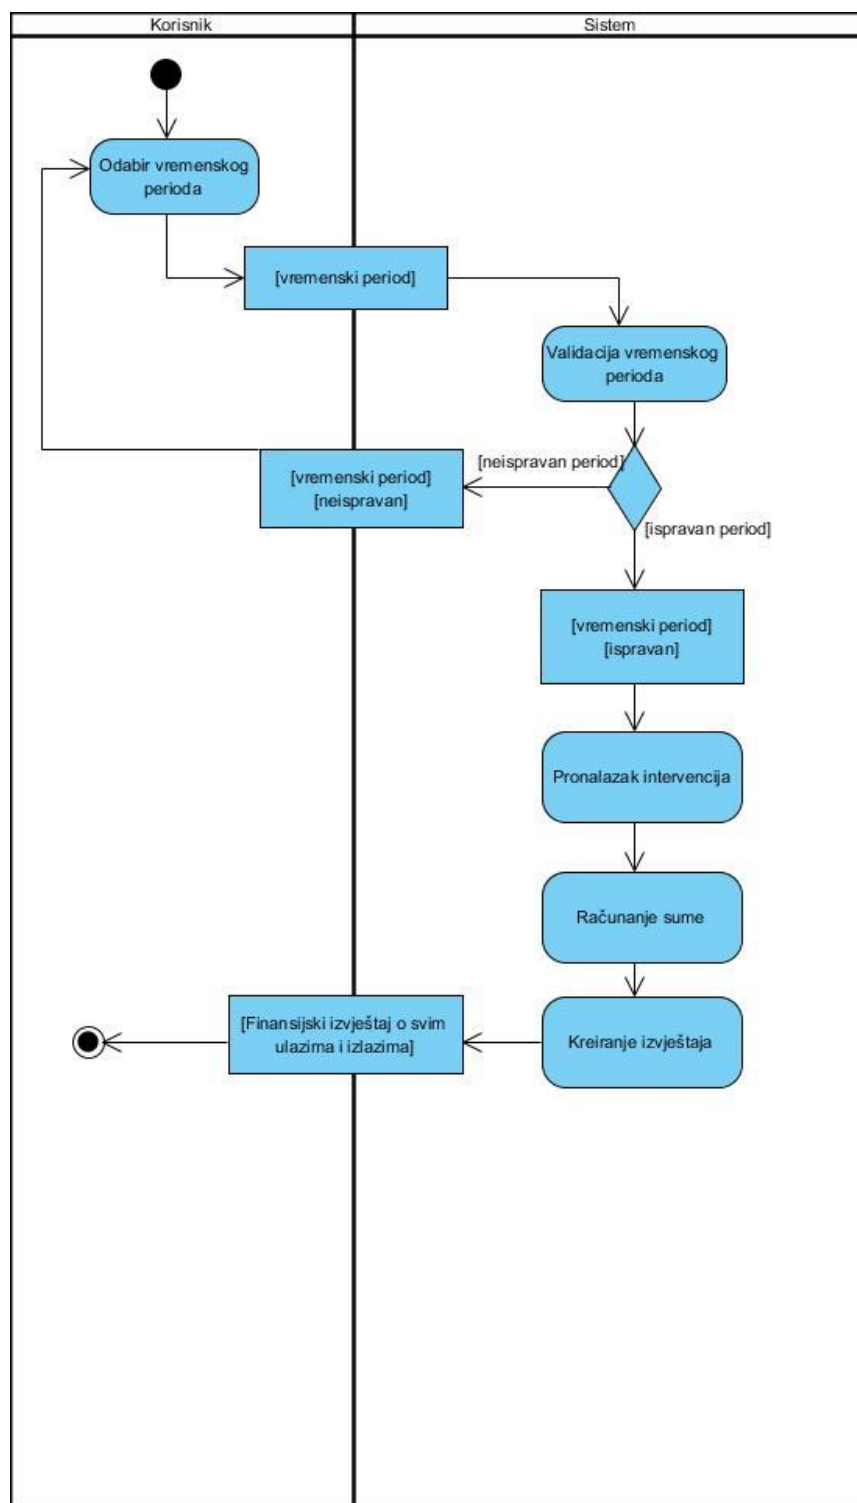 Korisnik
Sistem
Odabir vremenskog
perioda
[vremenski period]
Validacija vremenskog
perioda
[neispravan period]
[vremenski period]
[neispravan]
[ispravan period]
[vremenski period]
[ispravan]
Pronalazak intervencija
Računanje sume
[Finansijski izvještaj o svim
ulazima i izlazima]
Kreiranje izvještaja